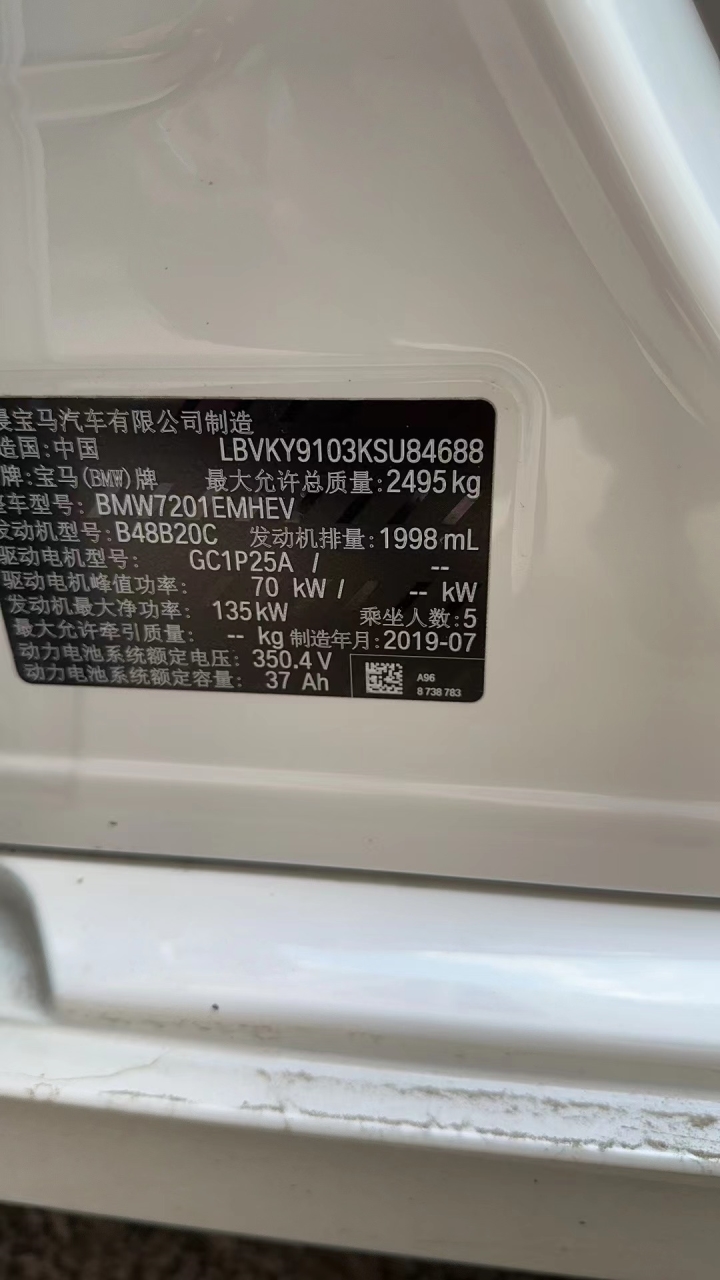 宝马汽车有限公司制造
造国:中国 LBVKY9103KSU84688
牌:宝马(BMW)牌 最大允许总质量:2495kg
车型号: BMW7201EMHEV
发动机型号:B48B20C 发动机排量:1998 mL
驱动电机型号: GC1P25A / --
驱动电机峰值功率: 70 kW / -- kW
发动机最大净功率: 135kW 乘坐人数:5
最大允许牵引质量: -- kg 制造年月:2019-07
动力电池系统额定电压: 350.4 V
动力电池系统额定容量: 37 Ah
A96
8 738 783